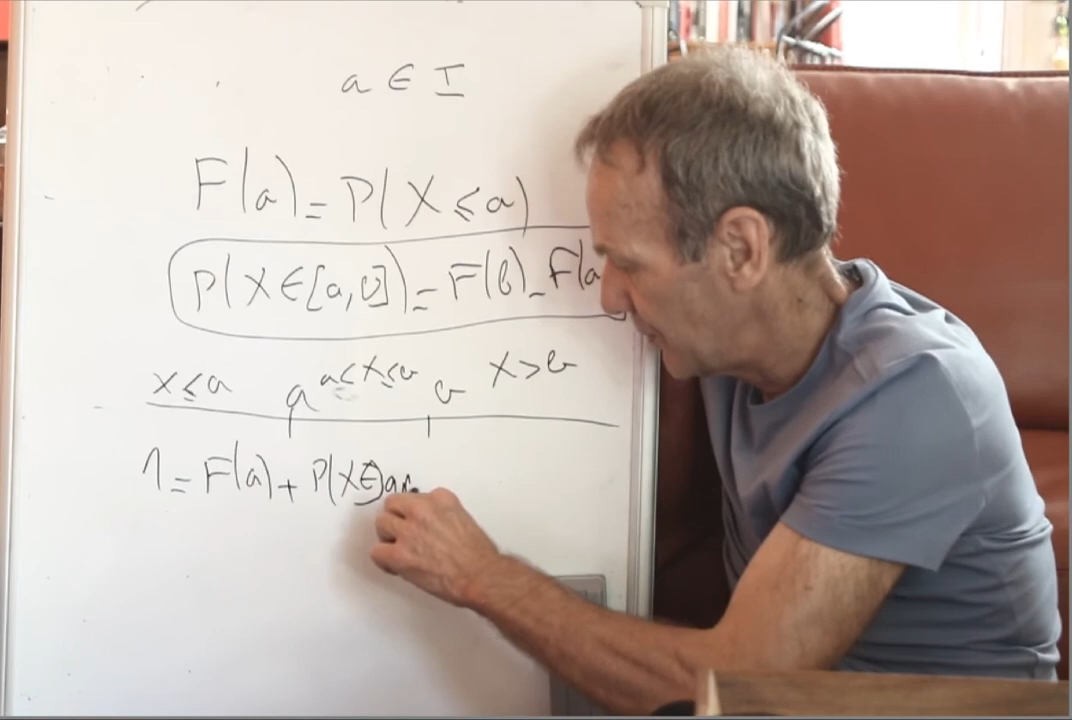 a ∈ I
F(a) = P(X ≤ a)
P(X ∈ [a, b]) = F(b) - F(a
x ≤ a a a < X ≤ b b X > b
1 = F(a) + P(X ∈ ]a,